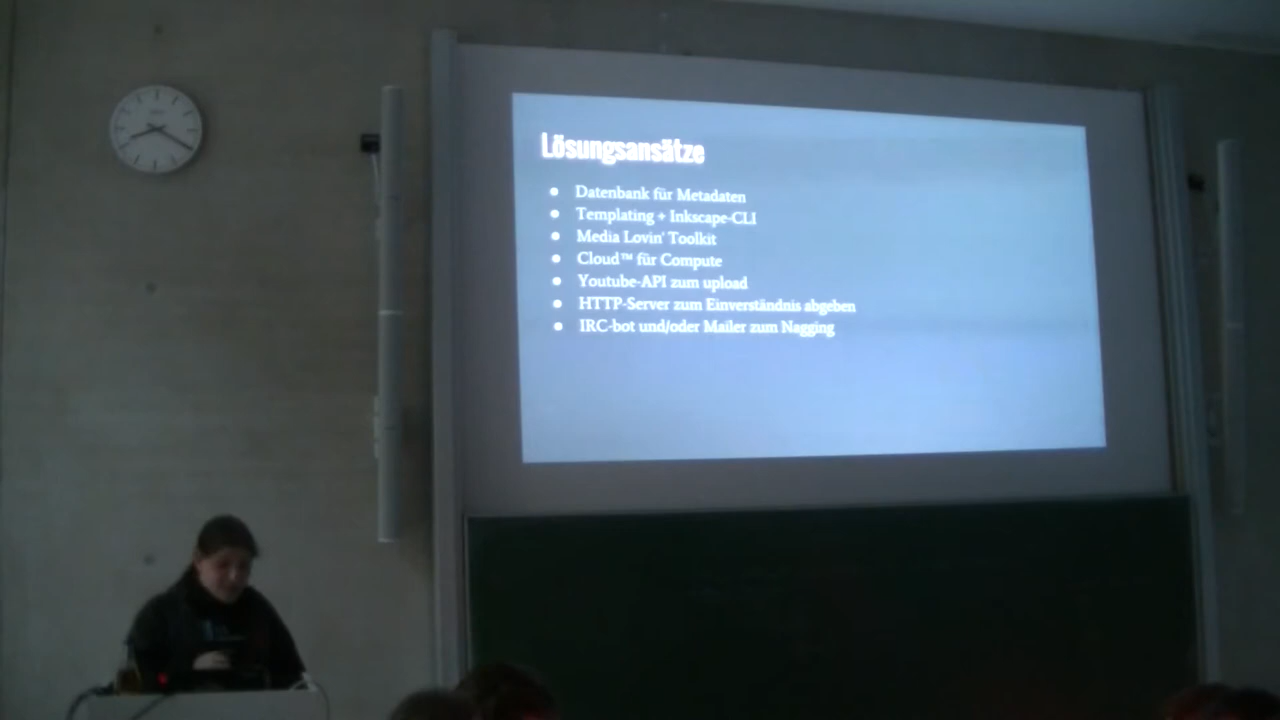 Lösungsansätze
Datenbank für Metadaten
Templating + Inkscape-CLI
Media Lovin' Toolkit
Cloud™ für Compute
Youtube-API zum upload
HTTP-Server zum Einverständnis abgeben
IRC-bot und/oder Mailer zum Nagging